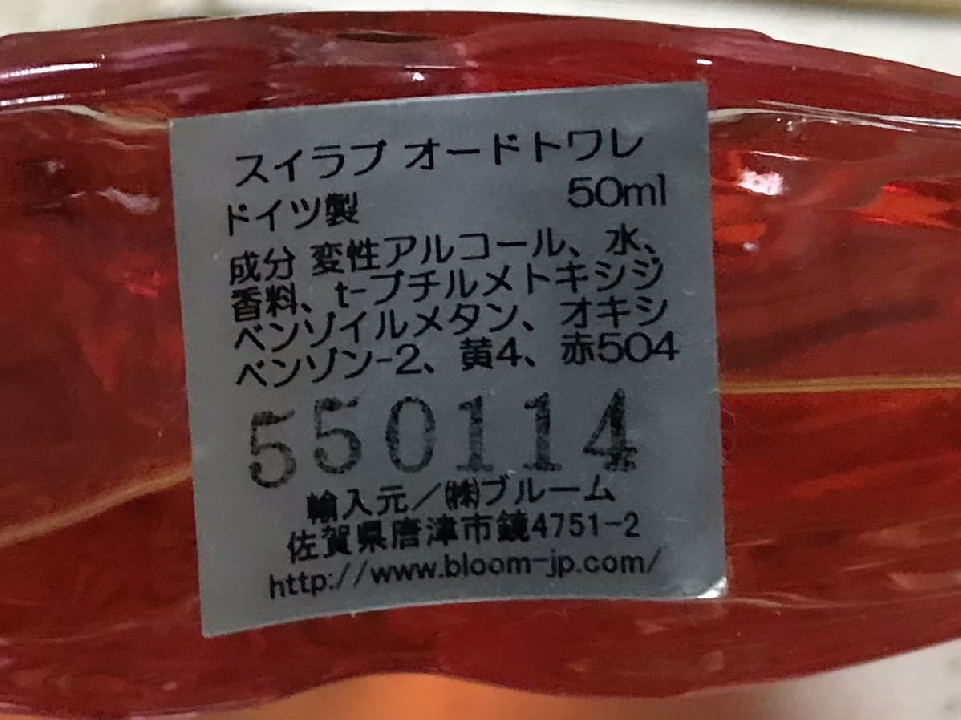 スイラブ オードトワレ
ドイツ製 50ml
成分 変性アルコール、水、
香料、t-ブチルメトキシジ
ベンゾイルメタン、オキシ
ベンゾン-2、黄4、赤504
550114
輸入元／㈱ブルーム
佐賀県唐津市鏡4751-2
http://www.bloom-jp.com/